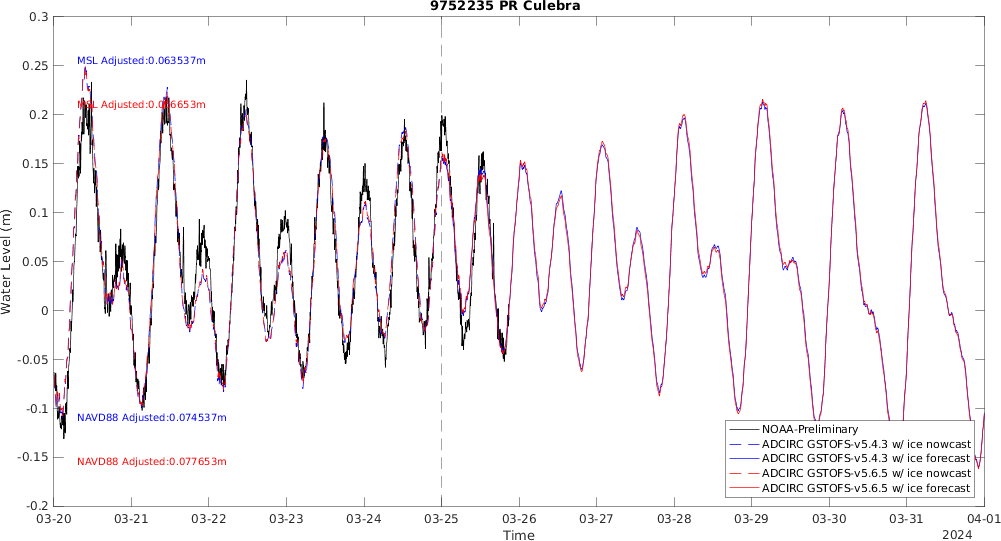 9752235 PR Culebra
0.3
0.25
0.2
0.15
0.1
0.05
0
-0.05
-0.1
-0.15
-0.2
Water Level (m)
MSL Adjusted:0.063537m
MSL Adjusted:0.066653m
NAVD88 Adjusted:0.074537m
NAVD88 Adjusted:0.077653m
NOAA-Preliminary
ADCIRC GSTOFS-v5.4.3 w/ ice nowcast
ADCIRC GSTOFS-v5.4.3 w/ ice forecast
ADCIRC GSTOFS-v5.6.5 w/ ice nowcast
ADCIRC GSTOFS-v5.6.5 w/ ice forecast
03-20 03-21 03-22 03-23 03-24 03-25 03-26 03-27 03-28 03-29 03-30 03-31 04-01
Time
2024